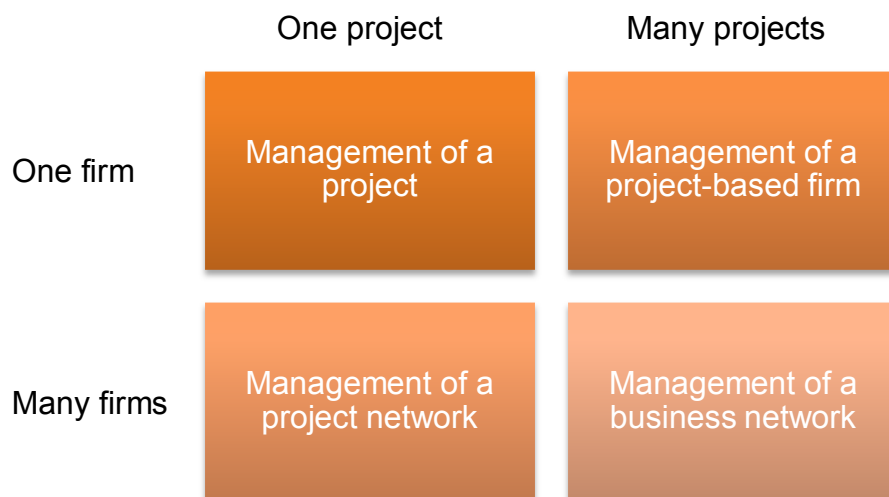 One project
Many projects
One firm
Management of a
project
Management of a
project-based firm
Many firms
Management of a
project network
Management of a
business network